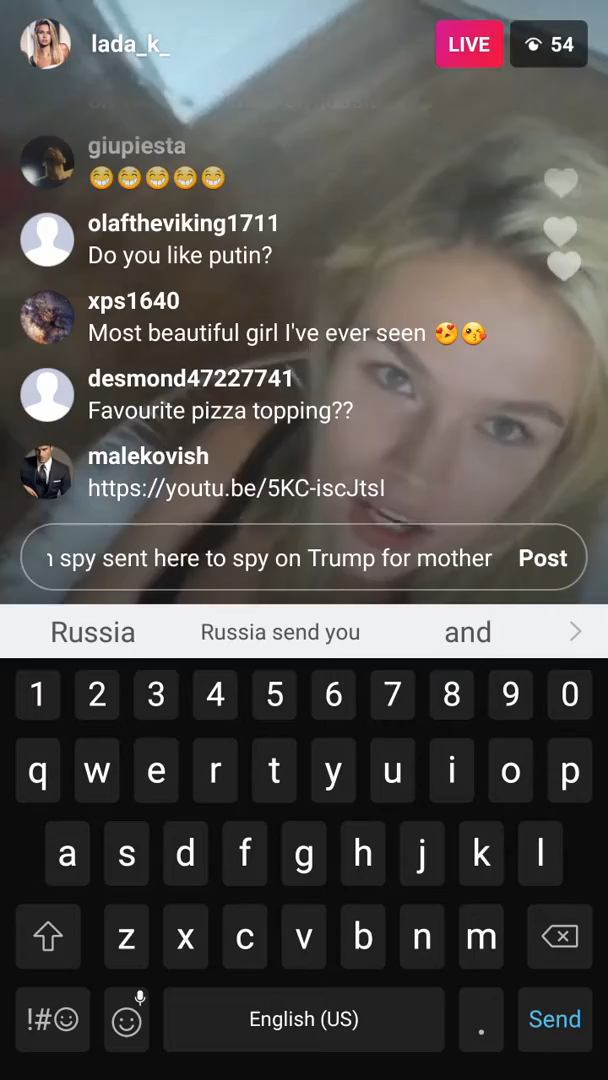 lada_k_
LIVE
54
giupiesta
😁😁😁😁😁
olaftheviking1711
Do you like putin?
xps1640
Most beautiful girl I've ever seen 😍😘
desmond47227741
Favourite pizza topping??
malekovish
https://youtu.be/5KC-iscJtsI
spy sent here to spy on Trump for mother
Post
Russia
Russia send you
and
1 2 3 4 5 6 7 8 9 0
q w e r t y u i o p
a s d f g h j k l
z x c v b n m
!#☺
English (US)
.
Send